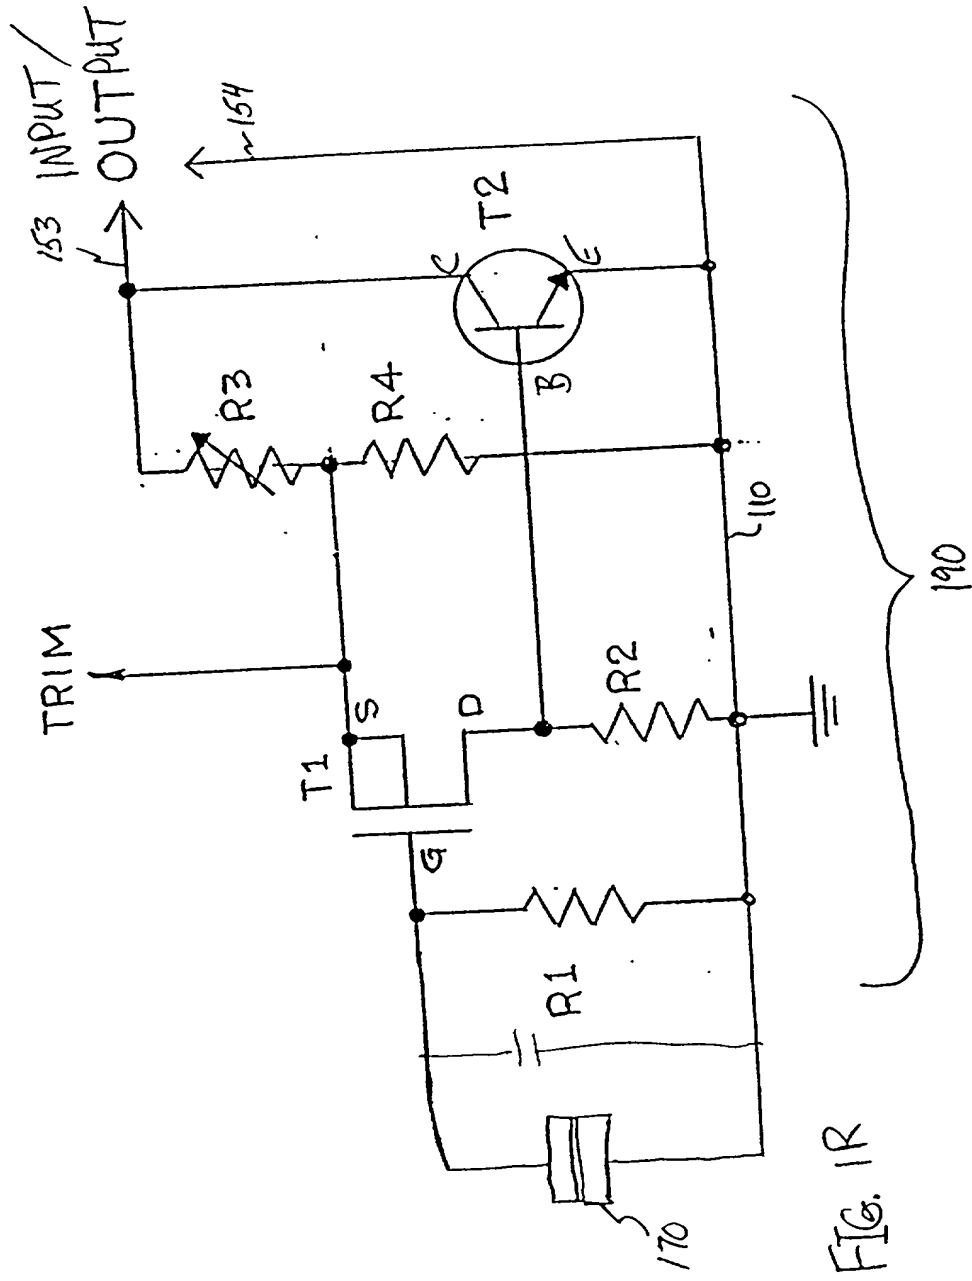 153 INPUT/
OUTPUT
154
TRIM
R3
R4
C
T2
E
B
T1
S
D
G
R2
R1
110
170
190
FIG. 1R